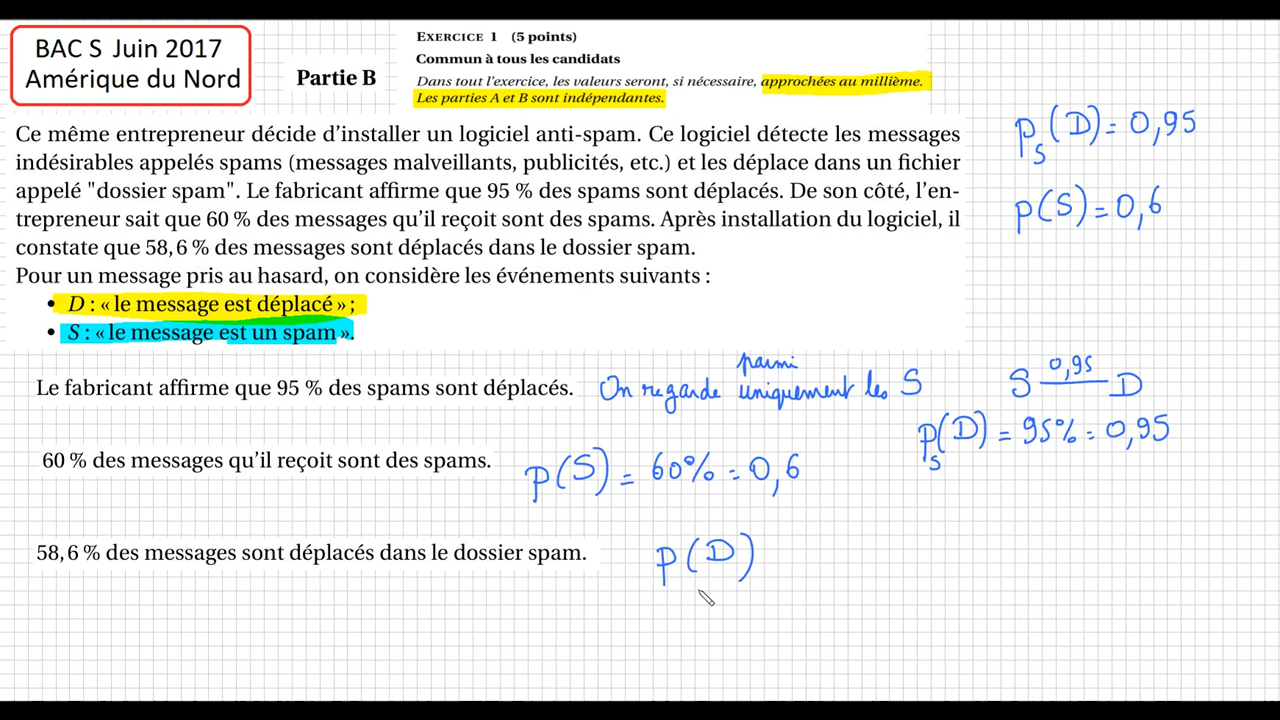 BAC S Juin 2017
Amérique du Nord
Partie B
EXERCICE 1 (5 points)
Commun à tous les candidats
Dans tout l'exercice, les valeurs seront, si nécessaire, approchées au millième.
Les parties A et B sont indépendantes.
Ce même entrepreneur décide d'installer un logiciel anti-spam. Ce logiciel détecte les messages
indésirables appelés spams (messages malveillants, publicités, etc.) et les déplace dans un fichier
appelé "dossier spam". Le fabricant affirme que 95 % des spams sont déplacés. De son côté, l'en-
trepreneur sait que 60 % des messages qu'il reçoit sont des spams. Après installation du logiciel, il
constate que 58,6 % des messages sont déplacés dans le dossier spam.
Pour un message pris au hasard, on considère les événements suivants :
• D : « le message est déplacé » ;
• S : « le message est un spam ».
p_S(D) = 0,95
p(S) = 0,6
Le fabricant affirme que 95 % des spams sont déplacés.
parmi
On regarde uniquement les S
S 0,95 D
p_S(D) = 95% = 0,95
60 % des messages qu'il reçoit sont des spams.
p(S) = 60% = 0,6
58,6 % des messages sont déplacés dans le dossier spam.
p(D)